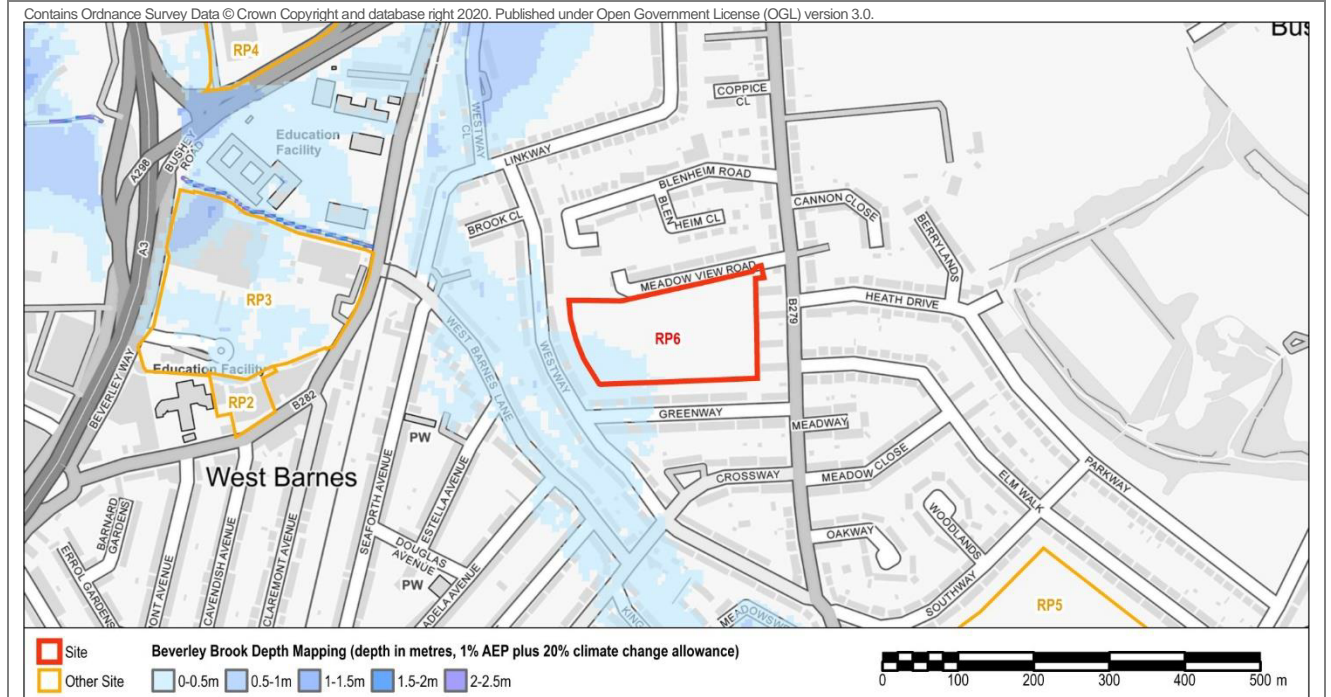 Contains Ordnance Survey Data © Crown Copyright and database right 2020. Published under Open Government License (OGL) version 3.0.
RP4
Bus
COPPICE
CL
WESTWAY
CL
Education
Facility
BUSHEY
ROAD
A298
LINKWAY
BLENHEIM ROAD
BLEN
HEIM CL
CANNON CLOSE
BROOK CL
BERRYLANDS
A3
MEADOW VIEW ROAD
RP3
HEATH DRIVE
B279
RP6
WEST BARNES LANE
WESTWAY
BEVERLEY WAY
Education Facility
RP2
B282
GREENWAY
MEADWAY
PW
West Barnes
CROSSWAY
MEADOW CLOSE
PARKWAY
ELM WALK
SEAFORTH AVENUE
ESTELLA AVENUE
BARNARD
GARDENS
WOODLANDS
OAKWAY
ERROL GARDENS
ONT AVENUE
CAVENDISH AVENUE
CLAREMONT AVENUE
DOUGLAS
AVENUE
PW
ADELA AVENUE
KING
MEADOWSWE
SOUTHWAY
RP5
Site
Beverley Brook Depth Mapping (depth in metres, 1% AEP plus 20% climate change allowance)
Other Site
0-0.5m
0.5-1m
1-1.5m
1.5-2m
2-2.5m
0
100
200
300
400
500 m